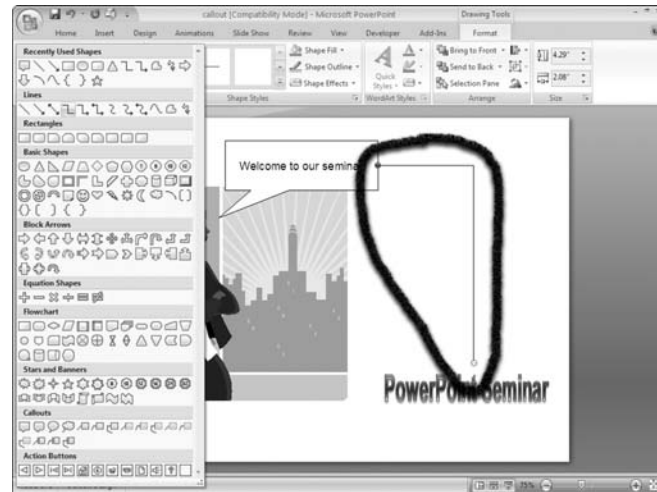 callout [Compatibility Mode] - Microsoft PowerPoint
Drawing Tools
Home Insert Design Animations Slide Show Review View Developer Add-Ins Format
Recently Used Shapes
Lines
Rectangles
Basic Shapes
Block Arrows
Equation Shapes
Flowchart
Stars and Banners
Callouts
Action Buttons
Shape Fill
Shape Outline
Shape Effects
Shape Styles
Quick
Styles
WordArt Styles
Bring to Front
Send to Back
Selection Pane
Arrange
4.29"
2.08"
Size
Welcome to our semina
PowerPoint Seminar
75%